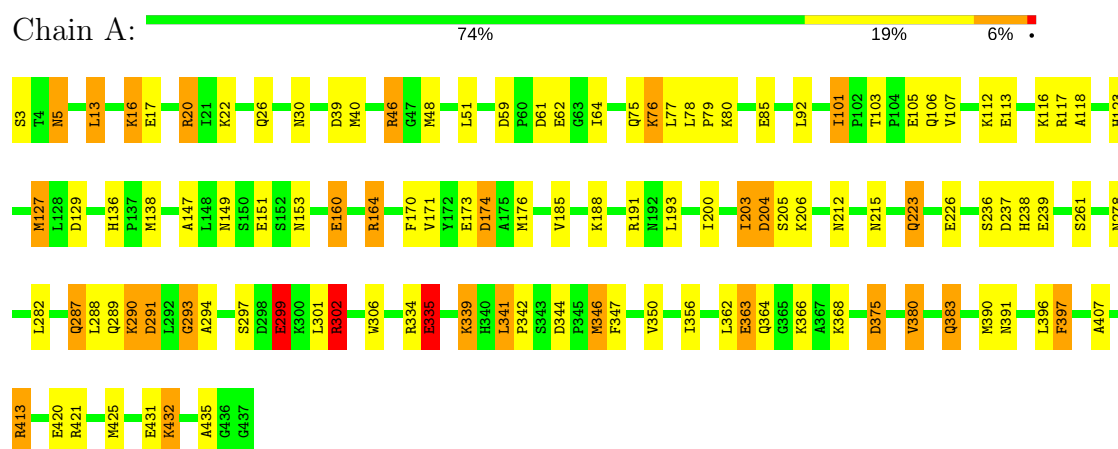 Chain A:
74% 19% 6% •
S3 T4 N5 L13 K16 E17 R20 I21 K22 Q26 N30 D39 M40 R46 G47 M48 L51 D59 P60 D61 E62 G63 I64 Q75 K76 L77 L78 P79 K80 E85 L92 I101 P102 T103 P104 E105 Q106 V107 K112 E113 K116 R117 A118 H123
M127 L128 D129 H136 P137 M138 A147 L148 N149 S150 E151 S152 N153 E160 R164 F170 V171 Y172 E173 D174 A175 M176 V185 K188 R191 N192 L193 I200 I203 D204 S205 K206 N212 N215 Q223 E226 S236 D237 H238 E239 S261 N278
L282 Q287 L288 Q289 K290 D291 L292 G293 A294 S297 D298 E299 K300 L301 R302 W306 R334 E335 K339 H340 L341 P342 S343 D344 P345 M346 F347 V350 I356 L362 E363 Q364 G365 K366 A367 K368 D375 V380 Q383 M390 N391 L396 F397 A407
R413 E420 R421 M425 E431 K432 A435 G436 G437